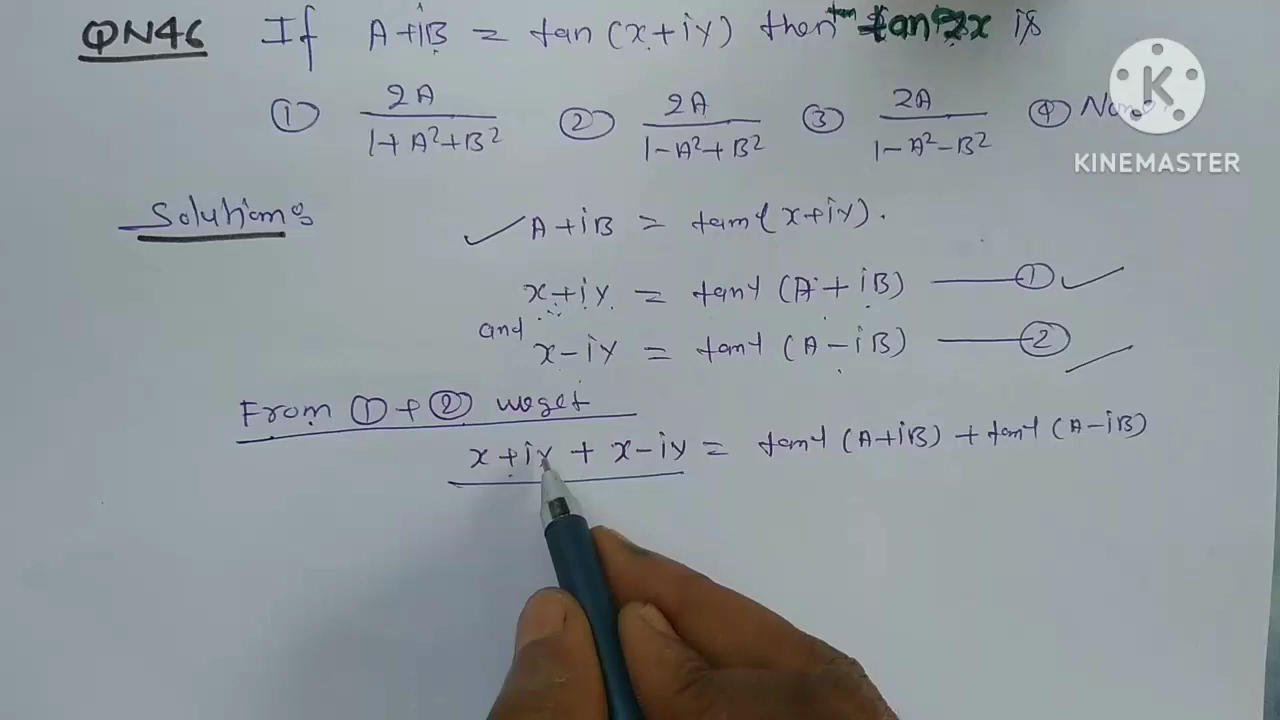 QN46 If A+iB = tan(x+iy) then tan 2x is
① 2A / 1+A²+B² ② 2A / 1-A²+B² ③ 2A / 1-A²-B² ④ None
K
KINEMASTER
Solution:
A+iB = tan(x+iy).
x+iy = tan⁻¹(A+iB) —— ①
and
x-iy = tan⁻¹(A-iB) —— ②
From ① + ② we get
x+iy + x-iy = tan⁻¹(A+iB) + tan⁻¹(A-iB)